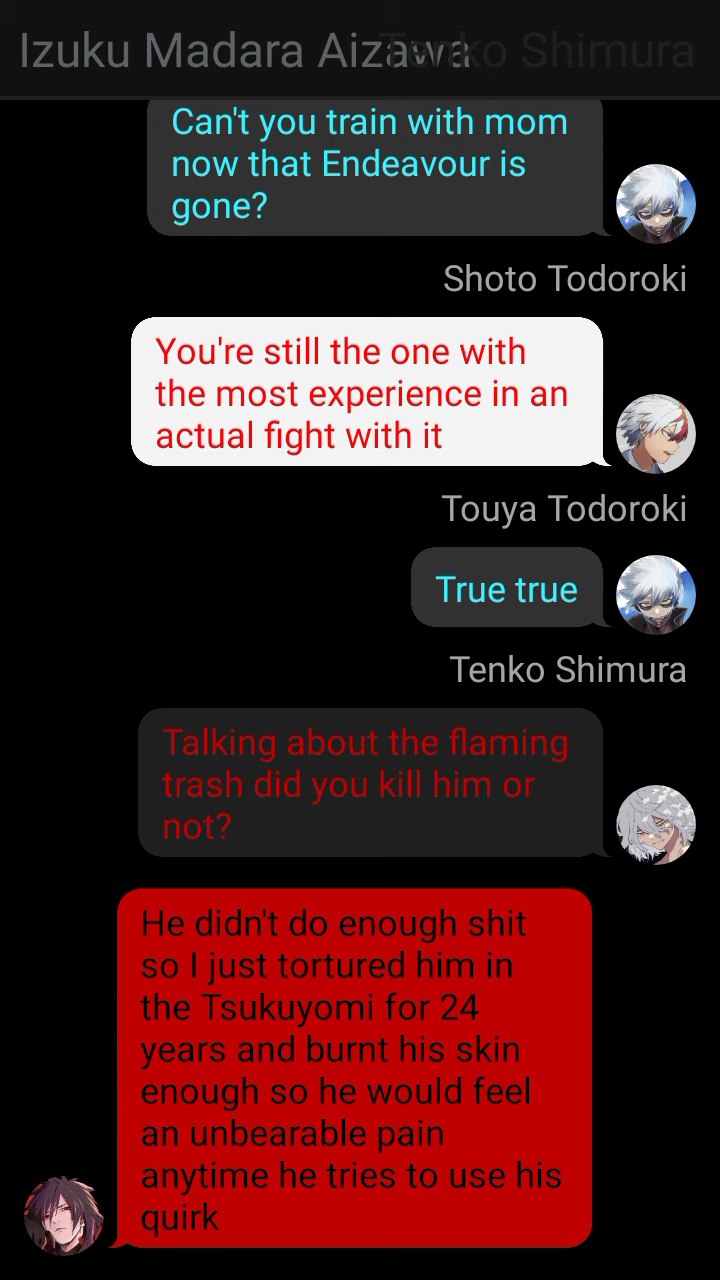 Izuku Madara Aizawa Tenko Shimura
Can't you train with mom
now that Endeavour is
gone?
Shoto Todoroki
You're still the one with
the most experience in an
actual fight with it
Touya Todoroki
True true
Tenko Shimura
Talking about the flaming
trash did you kill him or
not?
He didn't do enough shit
so I just tortured him in
the Tsukuyomi for 24
years and burnt his skin
enough so he would feel
an unbearable pain
anytime he tries to use his
quirk